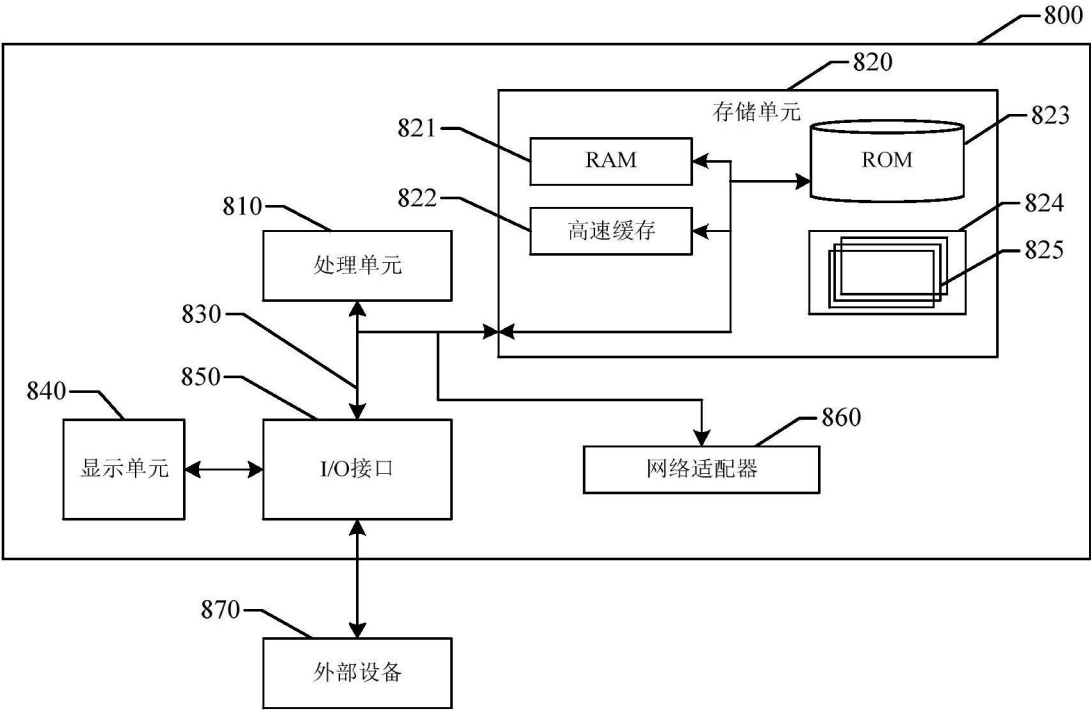 800
820
存储单元
821
RAM
823
ROM
822
高速缓存
824
825
810
处理单元
830
850
I/O接口
840
显示单元
860
网络适配器
870
外部设备